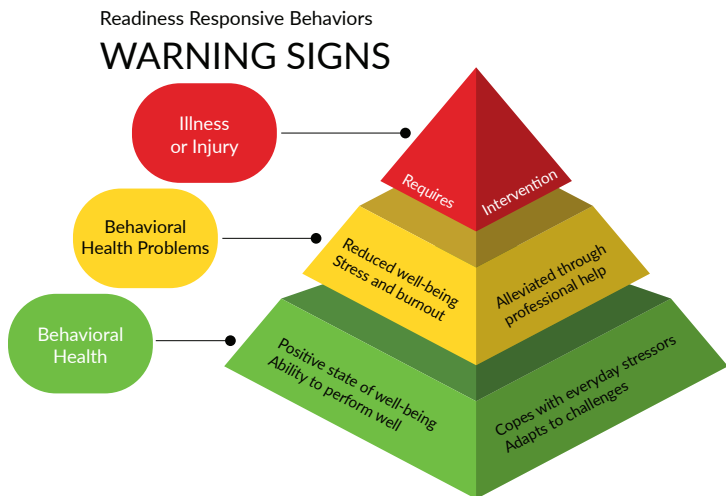 Readiness Responsive Behaviors
WARNING SIGNS
Illness
or Injury
Requires
Intervention
Behavioral
Health Problems
Reduced well-being
Stress and burnout
Alleviated through
professional help
Behavioral
Health
Positive state of well-being
Ability to perform well
Copes with everyday stressors
Adapts to challenges